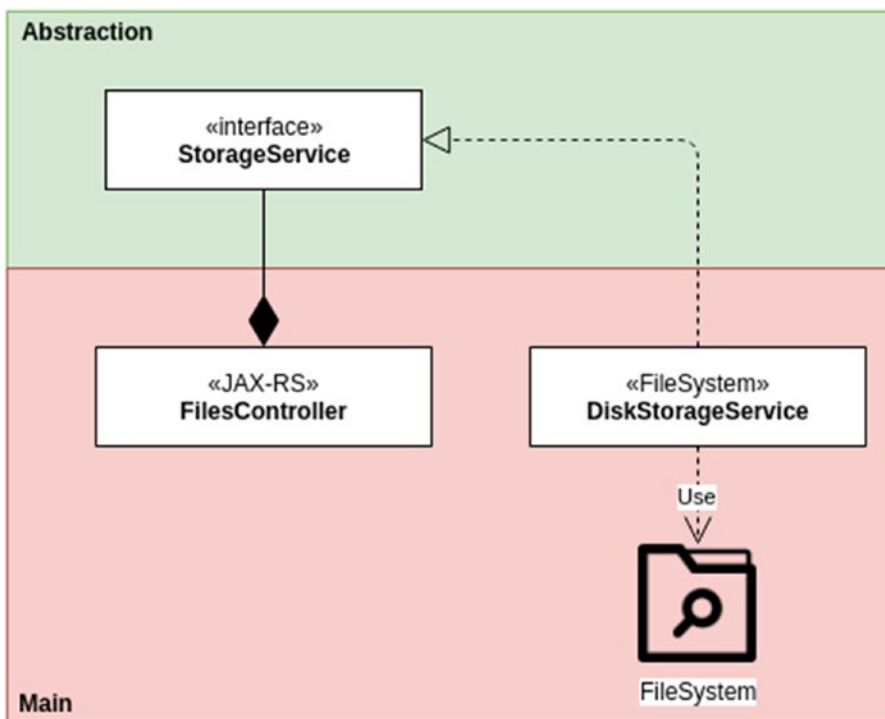 Abstraction
«interface»
StorageService
«JAX-RS»
FilesController
«FileSystem»
DiskStorageService
Use
FileSystem
Main